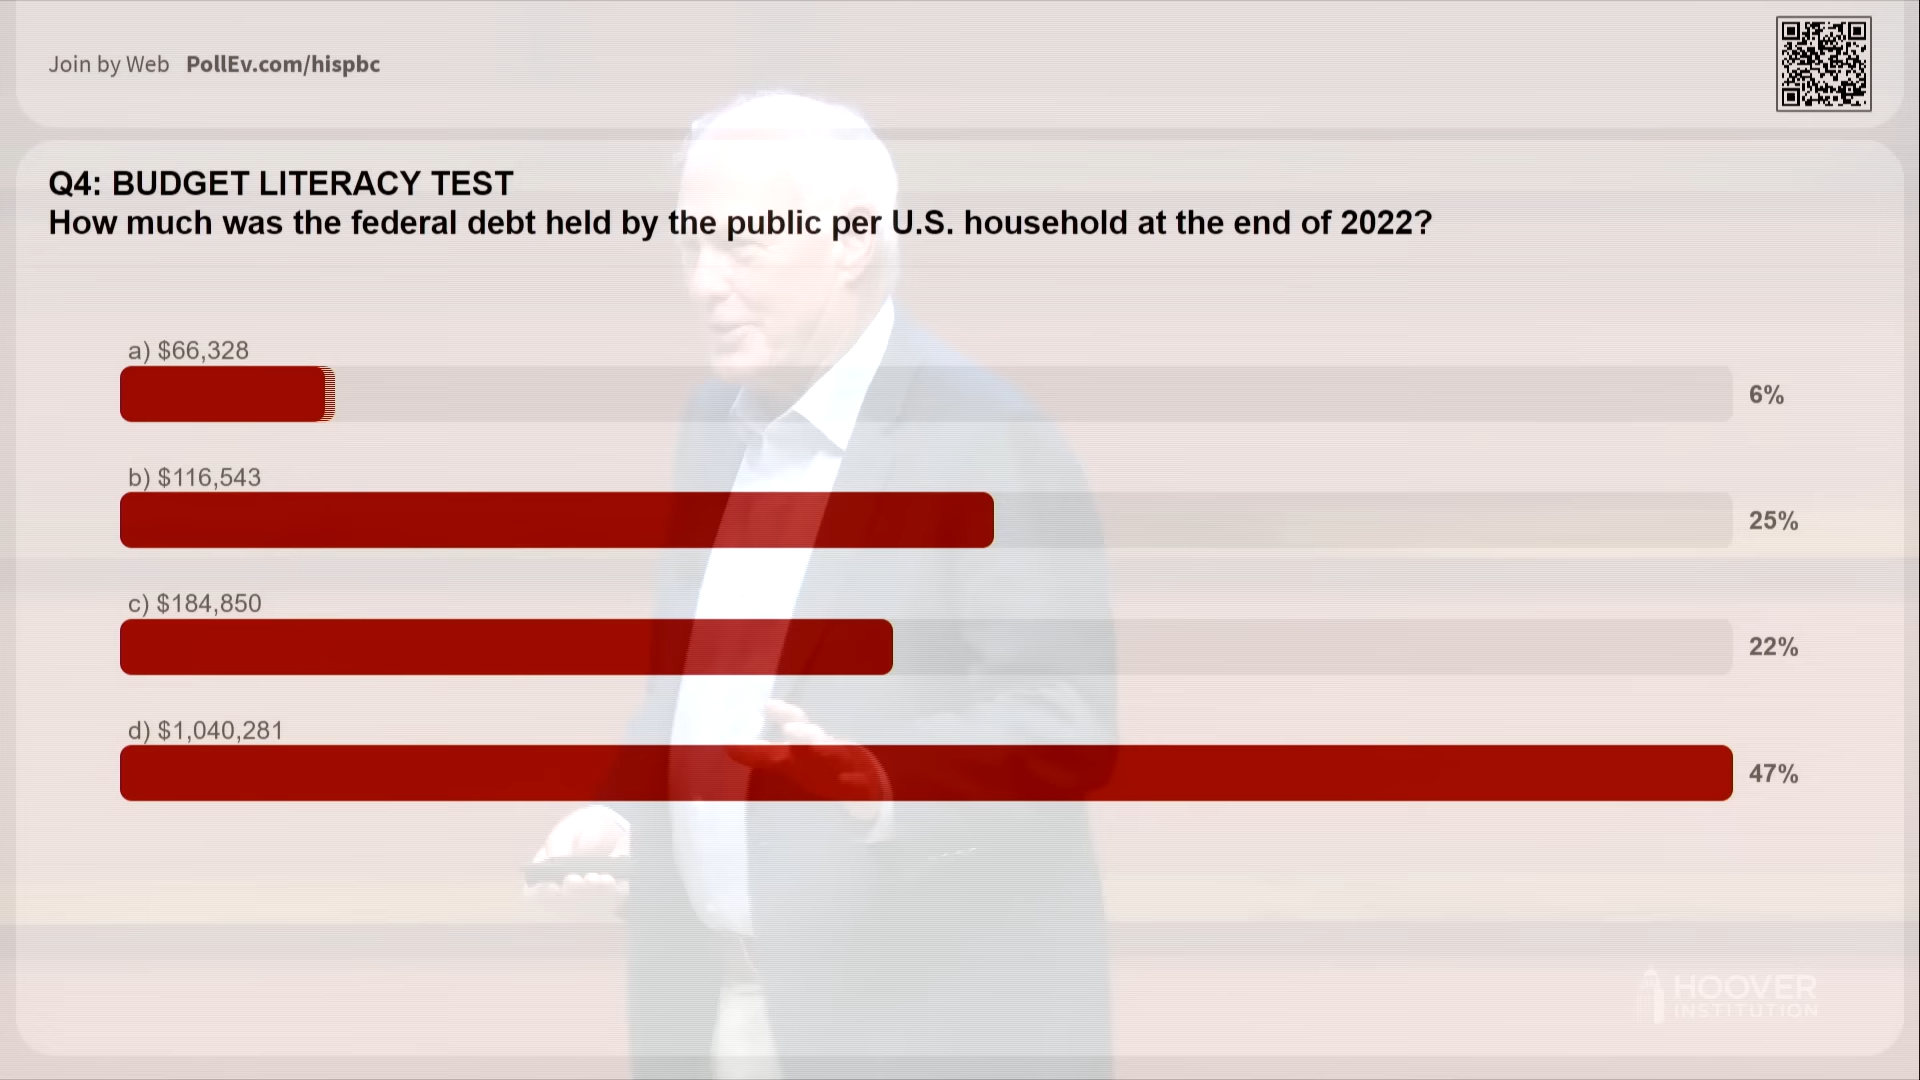 Join by Web PollEv.com/hispbc
Q4: BUDGET LITERACY TEST
How much was the federal debt held by the public per U.S. household at the end of 2022?
a) $66,328
6%
b) $116,543
25%
c) $184,850
22%
d) $1,040,281
47%
HOOVER
INSTITUTION